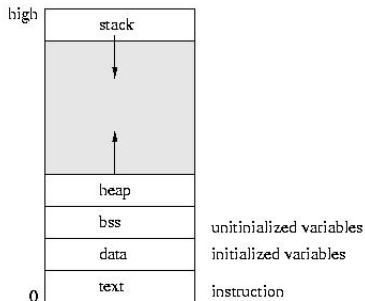 high
stack
heap
bss
unitinialized variables
data
initialized variables
text
0
instruction